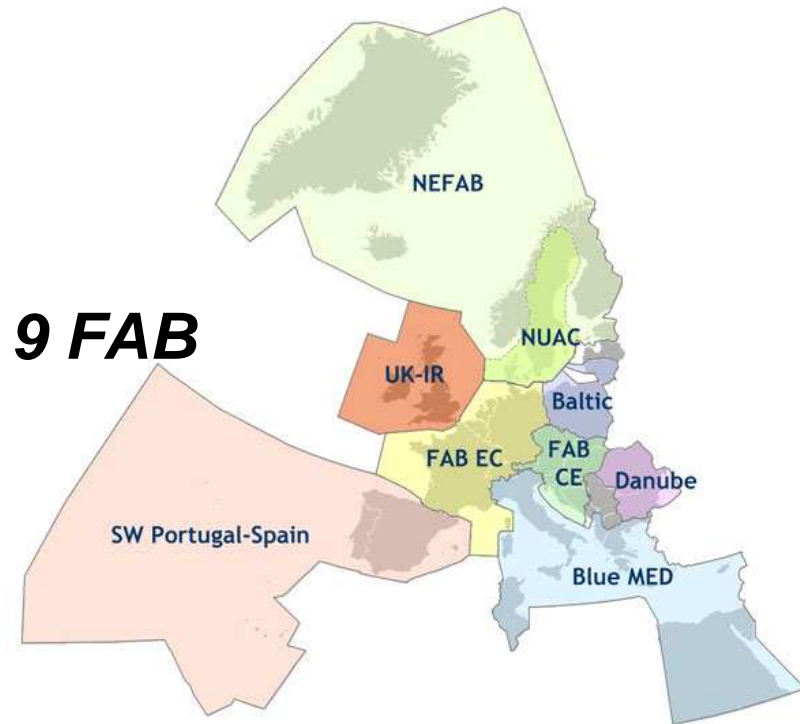 NEFAB
9 FAB
NUAC
UK-IR
Baltic
FAB EC
FAB
CE
Danube
SW Portugal-Spain
Blue MED